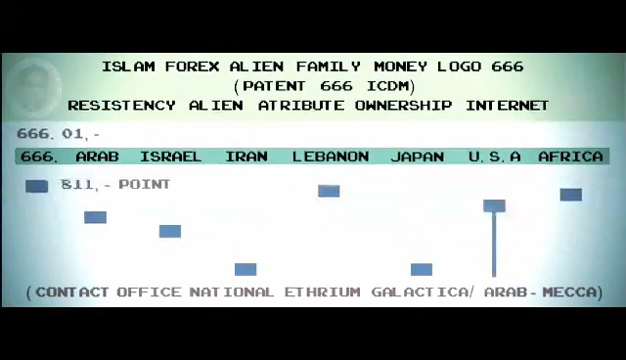 ISLAM FOREX ALIEN FAMILY MONEY LOGO 666
(PATENT 666 ICDM)
RESISTENCY ALIEN ATRIBUTE OWNERSHIP INTERNET
666. 01, -
666. ARAB ISRAEL IRAN LEBANON JAPAN U.S.A AFRICA
811, - POINT
(CONTACT OFFICE NATIONAL ETHRIUM GALACTICA/ ARAB- MECCA)